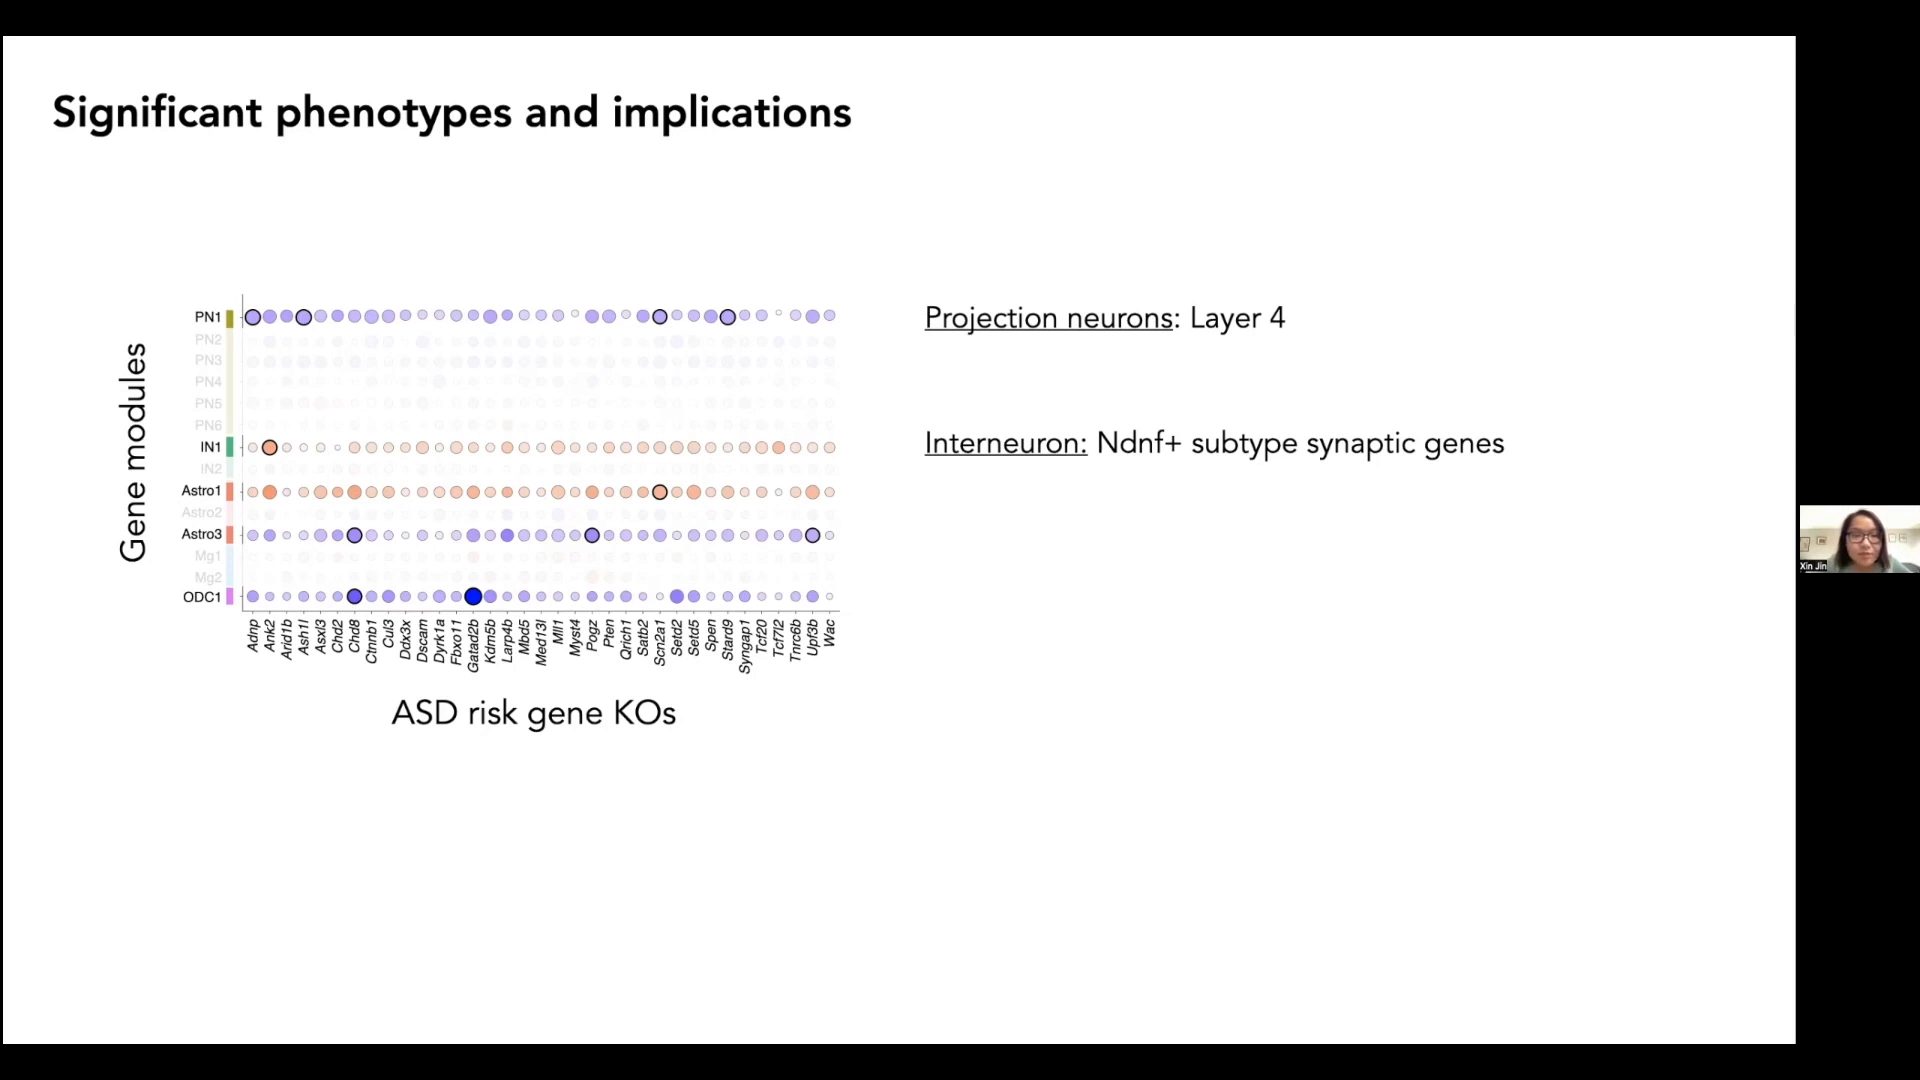 Significant phenotypes and implications
Gene modules
PN1
PN2
PN3
PN4
PN5
PN6
IN1
IN2
Astro1
Astro2
Astro3
Mg1
Mg2
ODC1
Adnp Ank2 Arid1b Ash1l Asxl3 Chd2 Chd8 Ctnnb1 Cul3 Ddx3x Dscam Dyrk1a Fbxo11 Gatad2b Kdm5b Larp4b Mbd5 Med13l Mll1 Myst4 Pogz Pten Qrich1 Satb2 Scn2a1 Setd2 Setd5 Spen Stard9 Syngap1 Tcf20 Tcf7l2 Tnrc6b Upf3b Wac
ASD risk gene KOs
Projection neurons: Layer 4
Interneuron: Ndnf+ subtype synaptic genes
Xin Jin